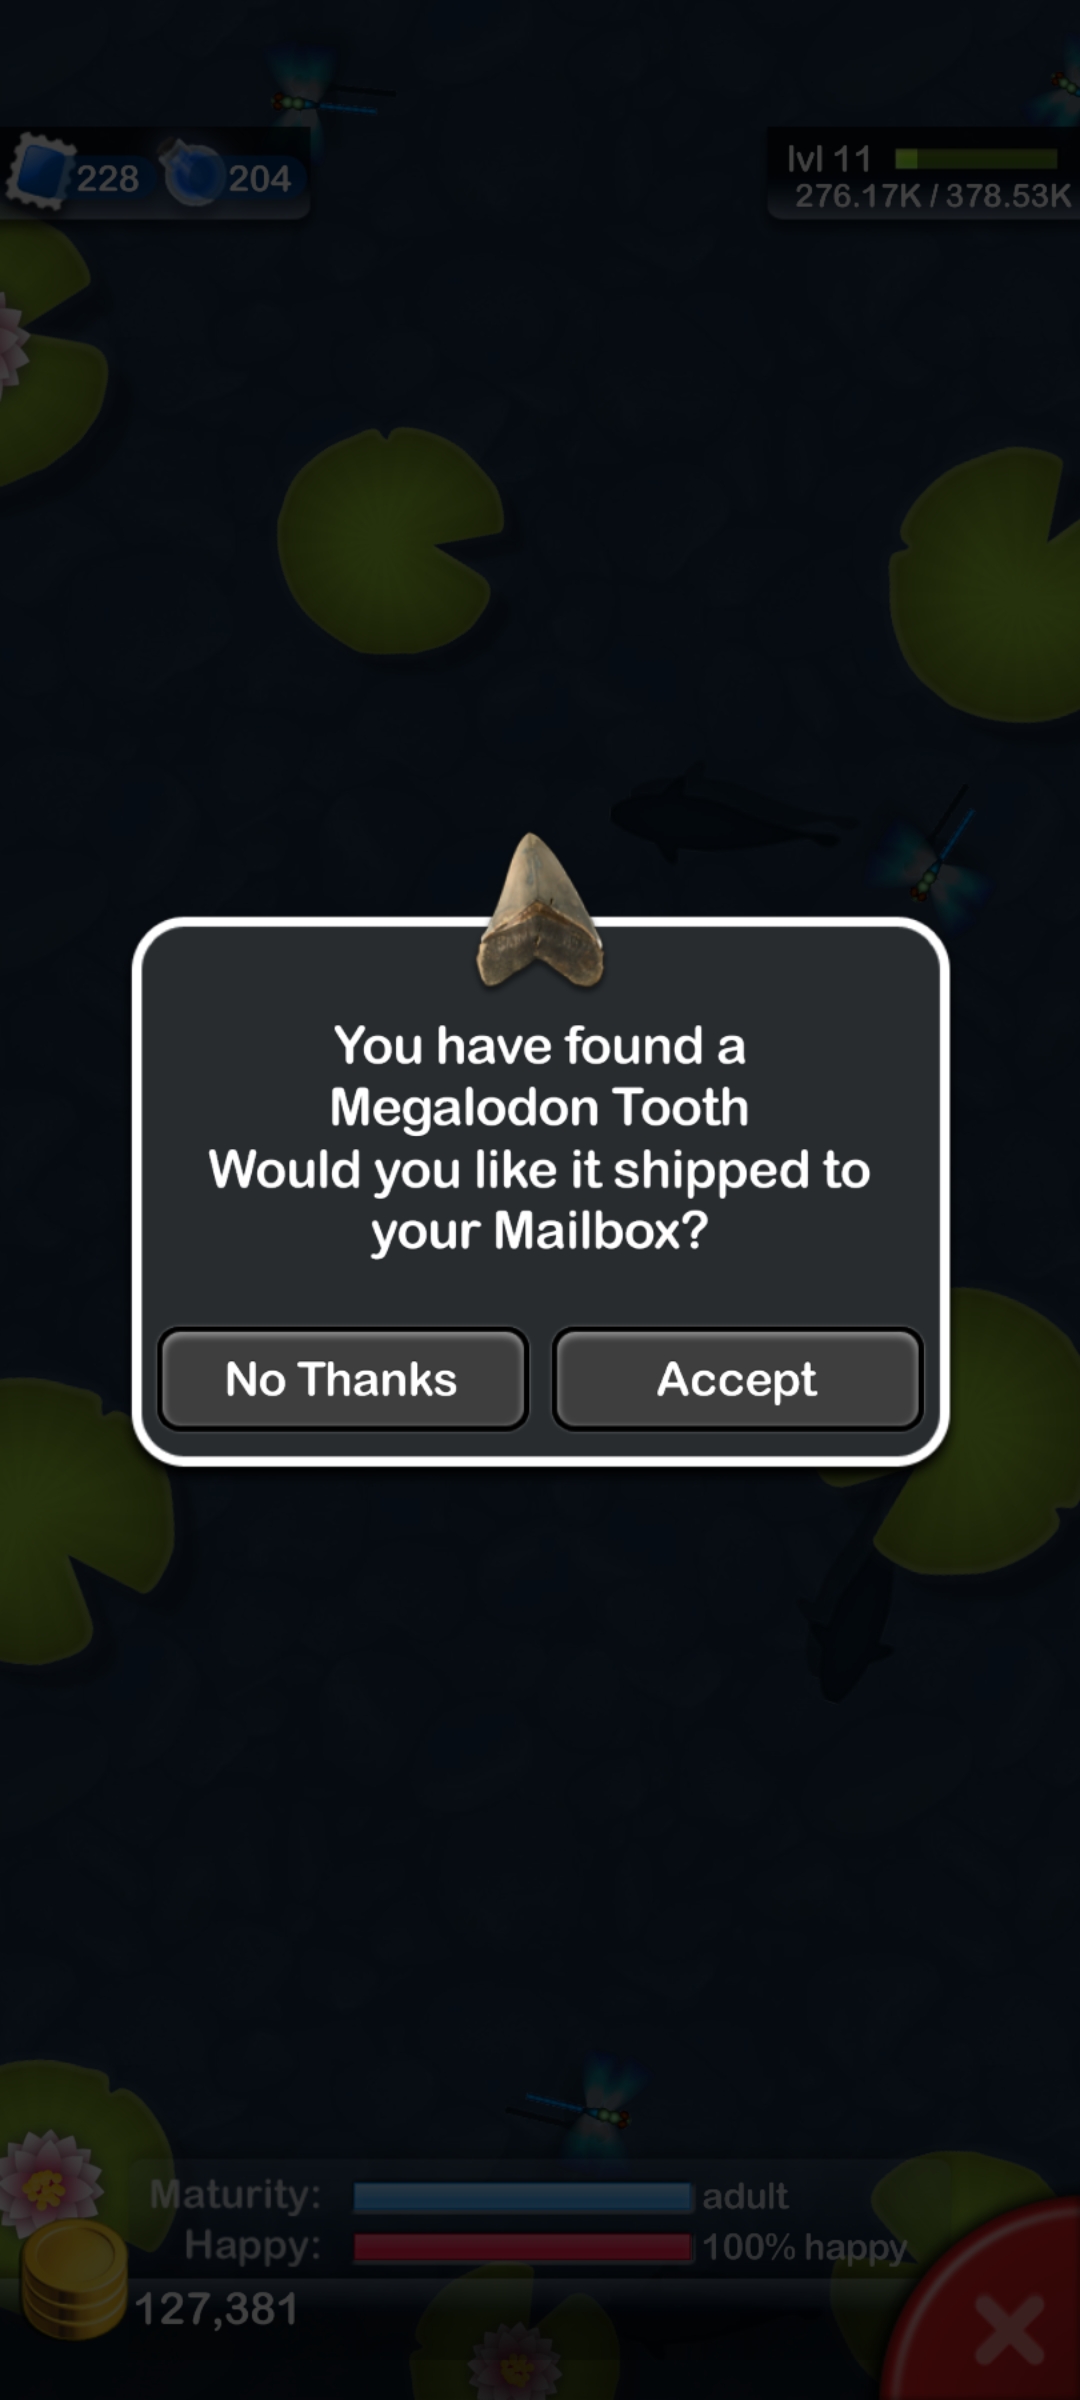 228 204
lvl 11
276.17K / 378.53K
You have found a
Megalodon Tooth
Would you like it shipped to
your Mailbox?
No Thanks Accept
Maturity: adult
Happy: 100% happy
127,381